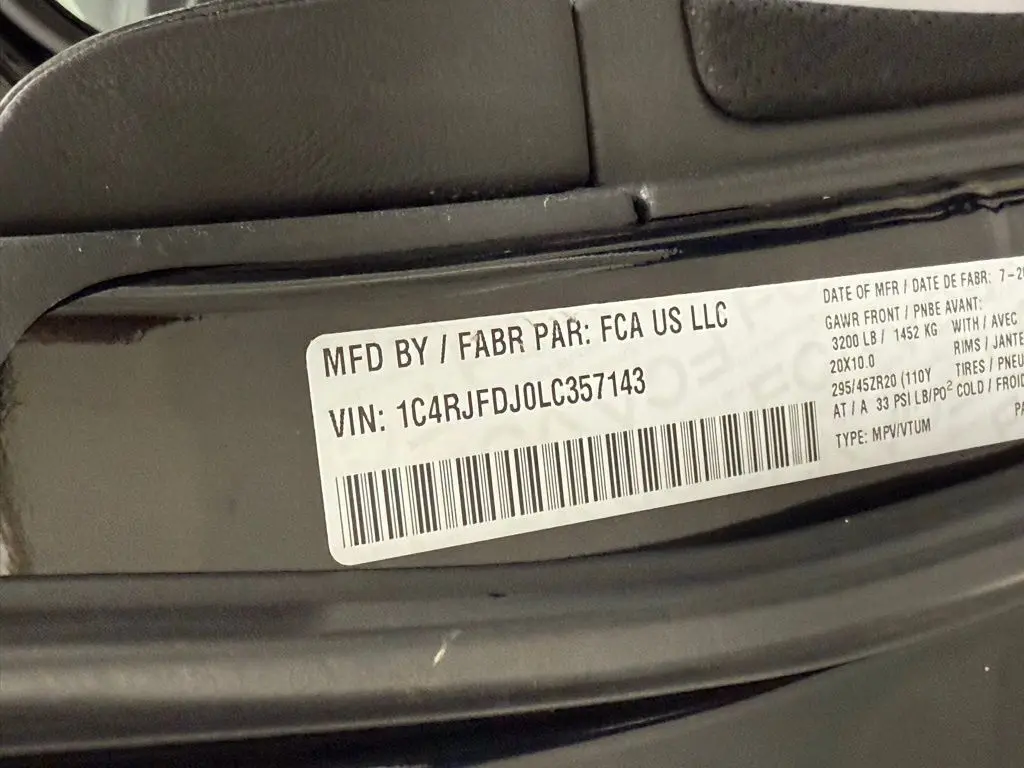 MFD BY / FABR PAR: FCA US LLC
VIN: 1C4RJFDJ0LC357143
DATE OF MFR / DATE DE FABR: 7-20
GAWR FRONT / PNBE AVANT:
3200 LB / 1452 KG WITH / AVEC
20X10.0 RIMS / JANTE
295/45ZR20 (110Y TIRES / PNEU
AT / A 33 PSI LB/PO² COLD / FROID
PA
TYPE: MPV/VTUM